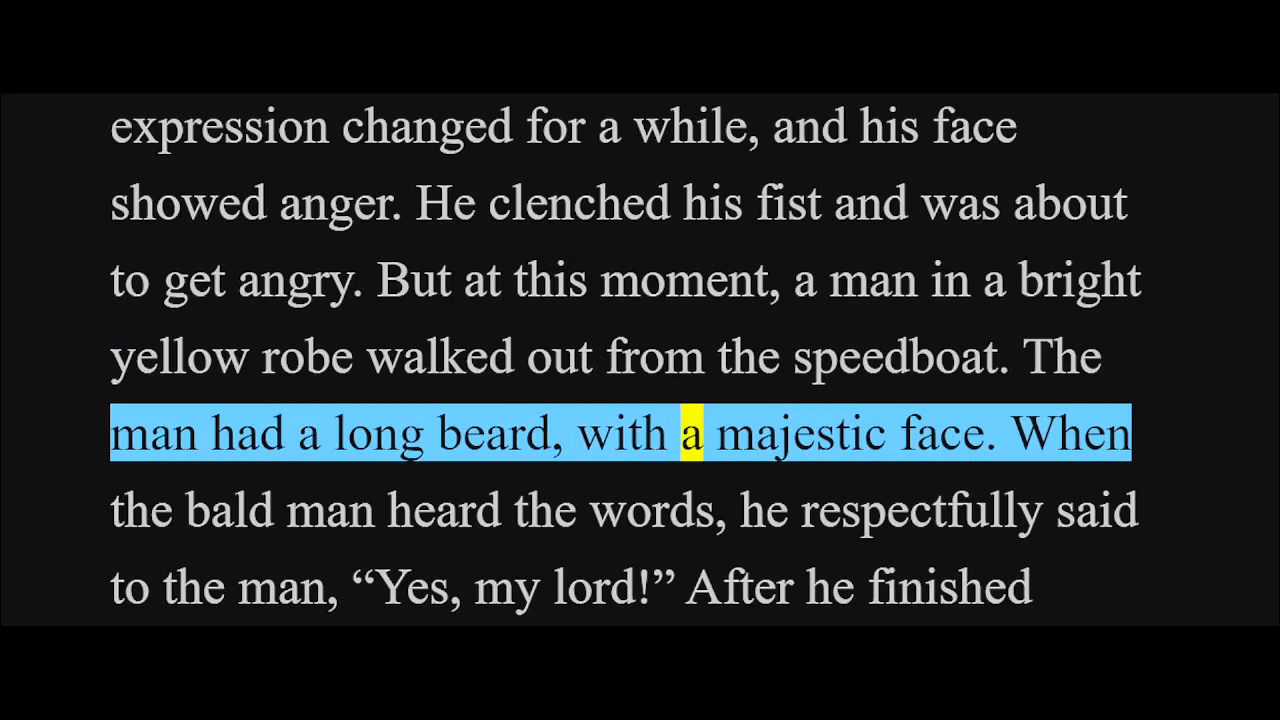 expression changed for a while, and his face
showed anger. He clenched his fist and was about
to get angry. But at this moment, a man in a bright
yellow robe walked out from the speedboat. The
man had a long beard, with a majestic face. When
the bald man heard the words, he respectfully said
to the man, “Yes, my lord!” After he finished